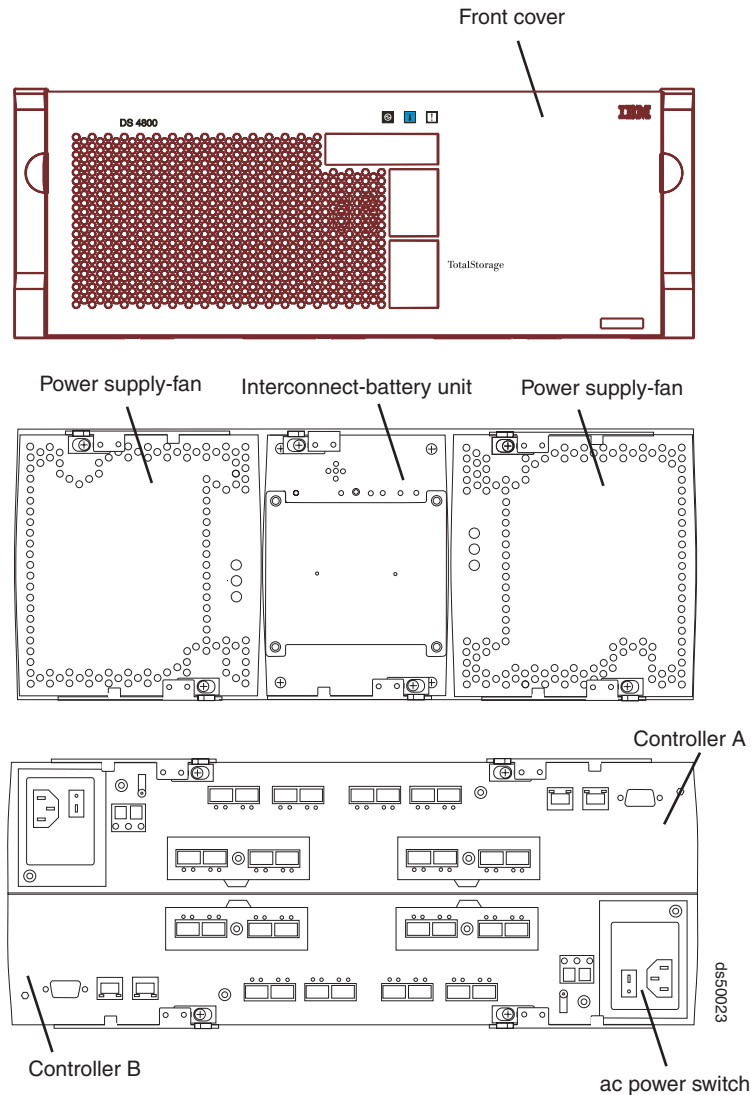 Front cover
DS 4800
IBM
TotalStorage
Power supply-fan
Interconnect-battery unit
Power supply-fan
Controller A
ds50023
Controller B
ac power switch